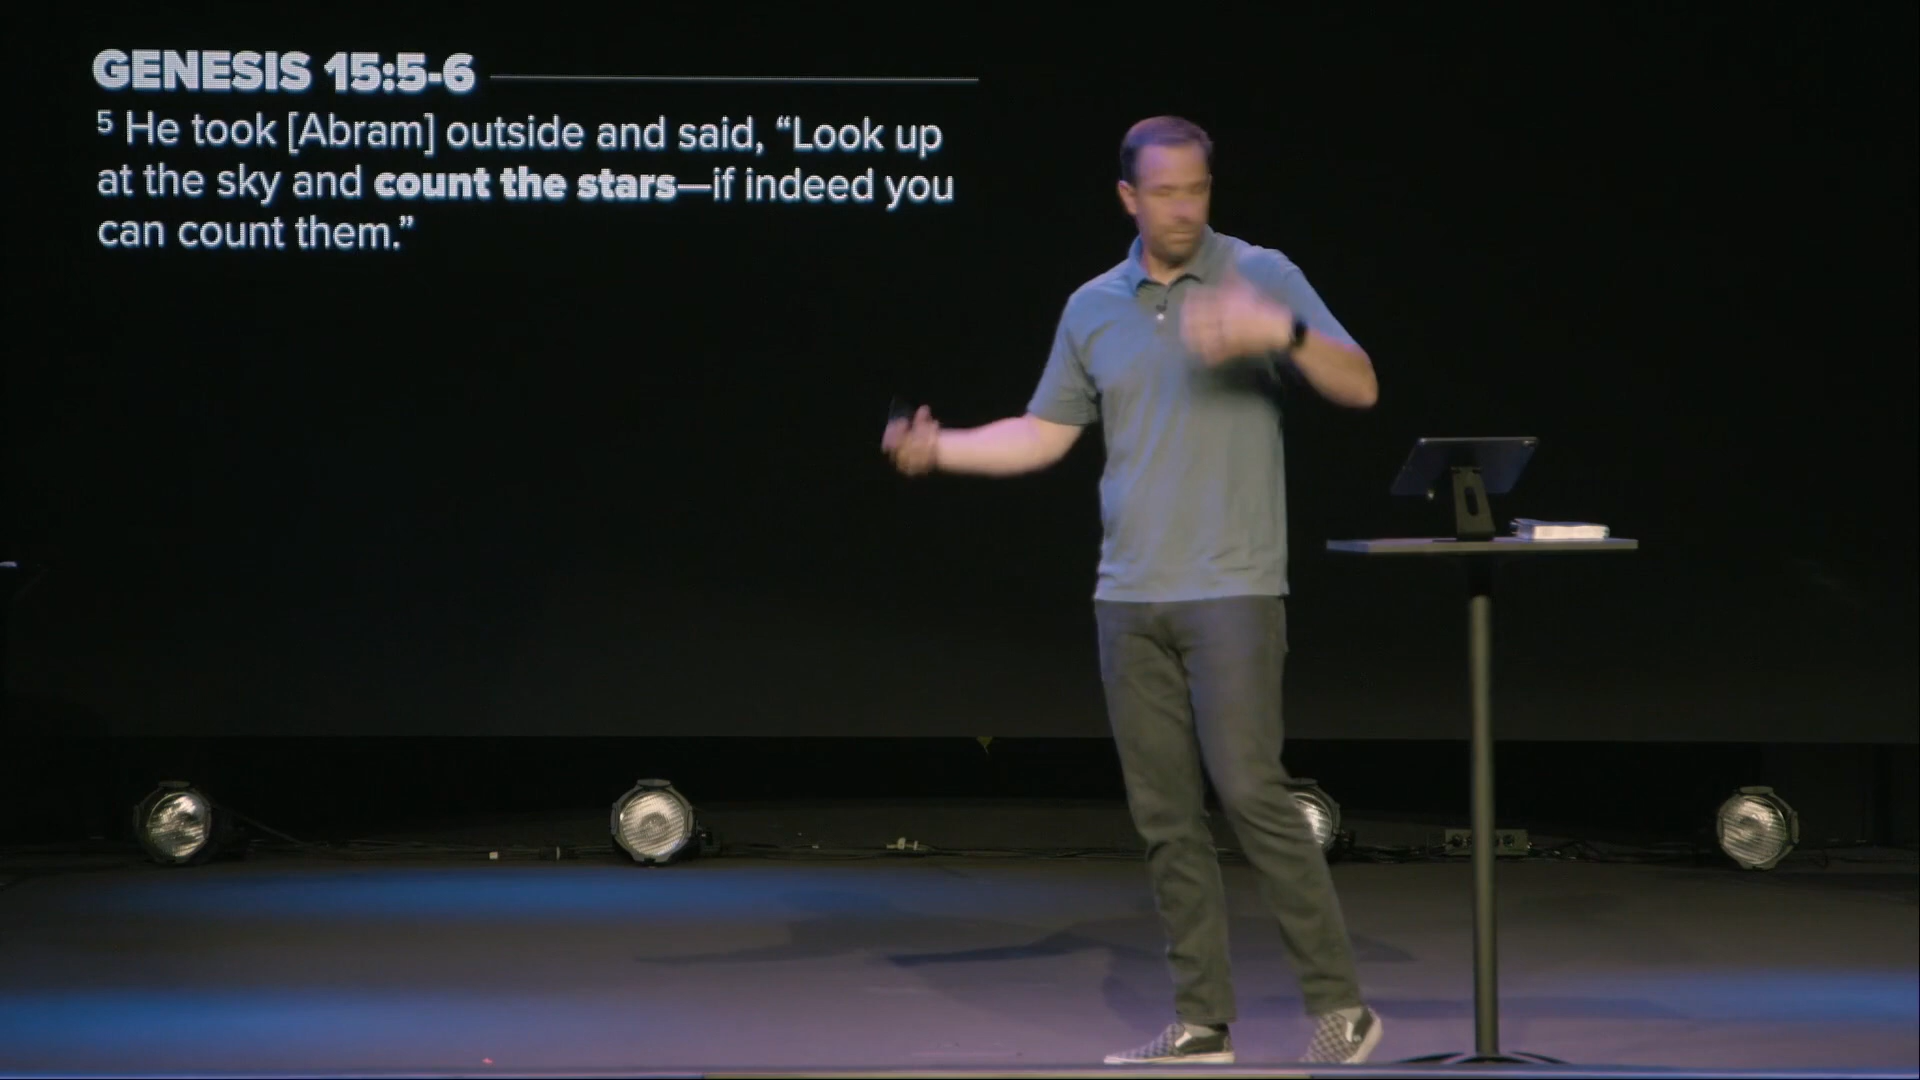 GENESIS 15:5-6
⁵ He took [Abram] outside and said, “Look up
at the sky and count the stars—if indeed you
can count them.”